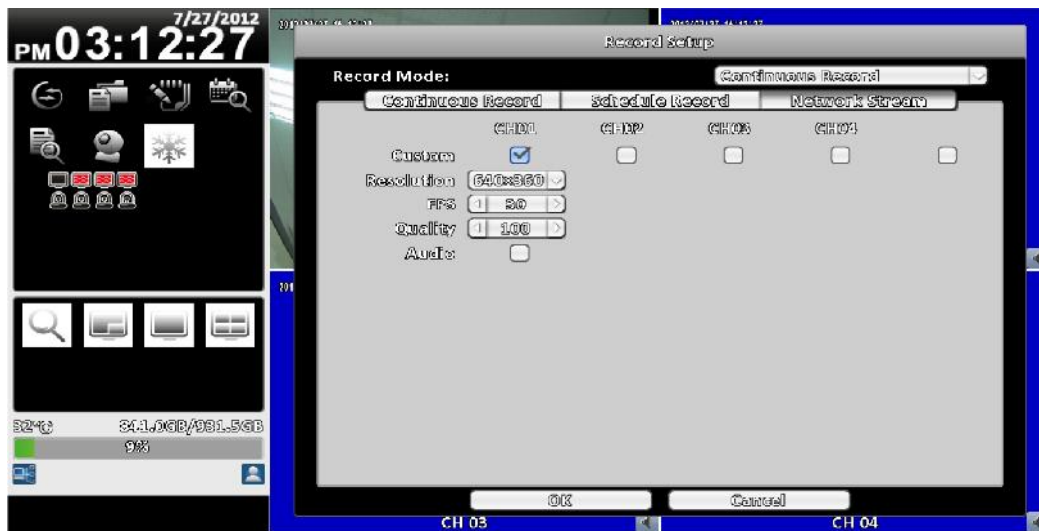 7/27/2012
PM 03:12:27
Record Setup
Record Mode: Continuous Record
Continuous Record Schedule Record Network Stream
CH01 CH02 CH03 CH04
Custom
Resolution 640x360
FPS 30
Quality 100
Audio
32°C 341.0GB/931.5GB
9%
OK Cancel
CH 03 CH 04